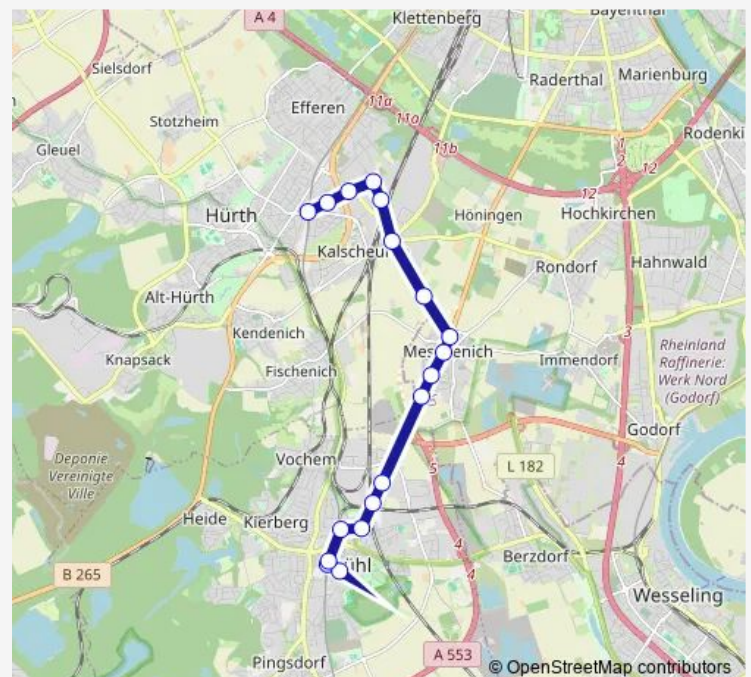 A 4
Klettenberg
Bayenthal
Sielsdorf
Raderthal
Marienburg
Efferen
11a
11a
Stotzheim
11b
Rodenki
Gleuel
1
2
12
12
Hürth
Höningen
Hochkirchen
Kalscheur
Rondorf
Hahnwald
Alt-Hürth
Kendenich
3
Knapsack
Fischenich
Immendorf
Rheinland
Raffinerie:
Werk Nord
(Godorf)
Godorf
Deponie
Vereinigte
Ville
Vochem
5
L 182
4
Heide
Kierberg
4
4
Berzdorf
B 265
Wesseling
A 553
Pingsdorf
© OpenStreetMap contributors